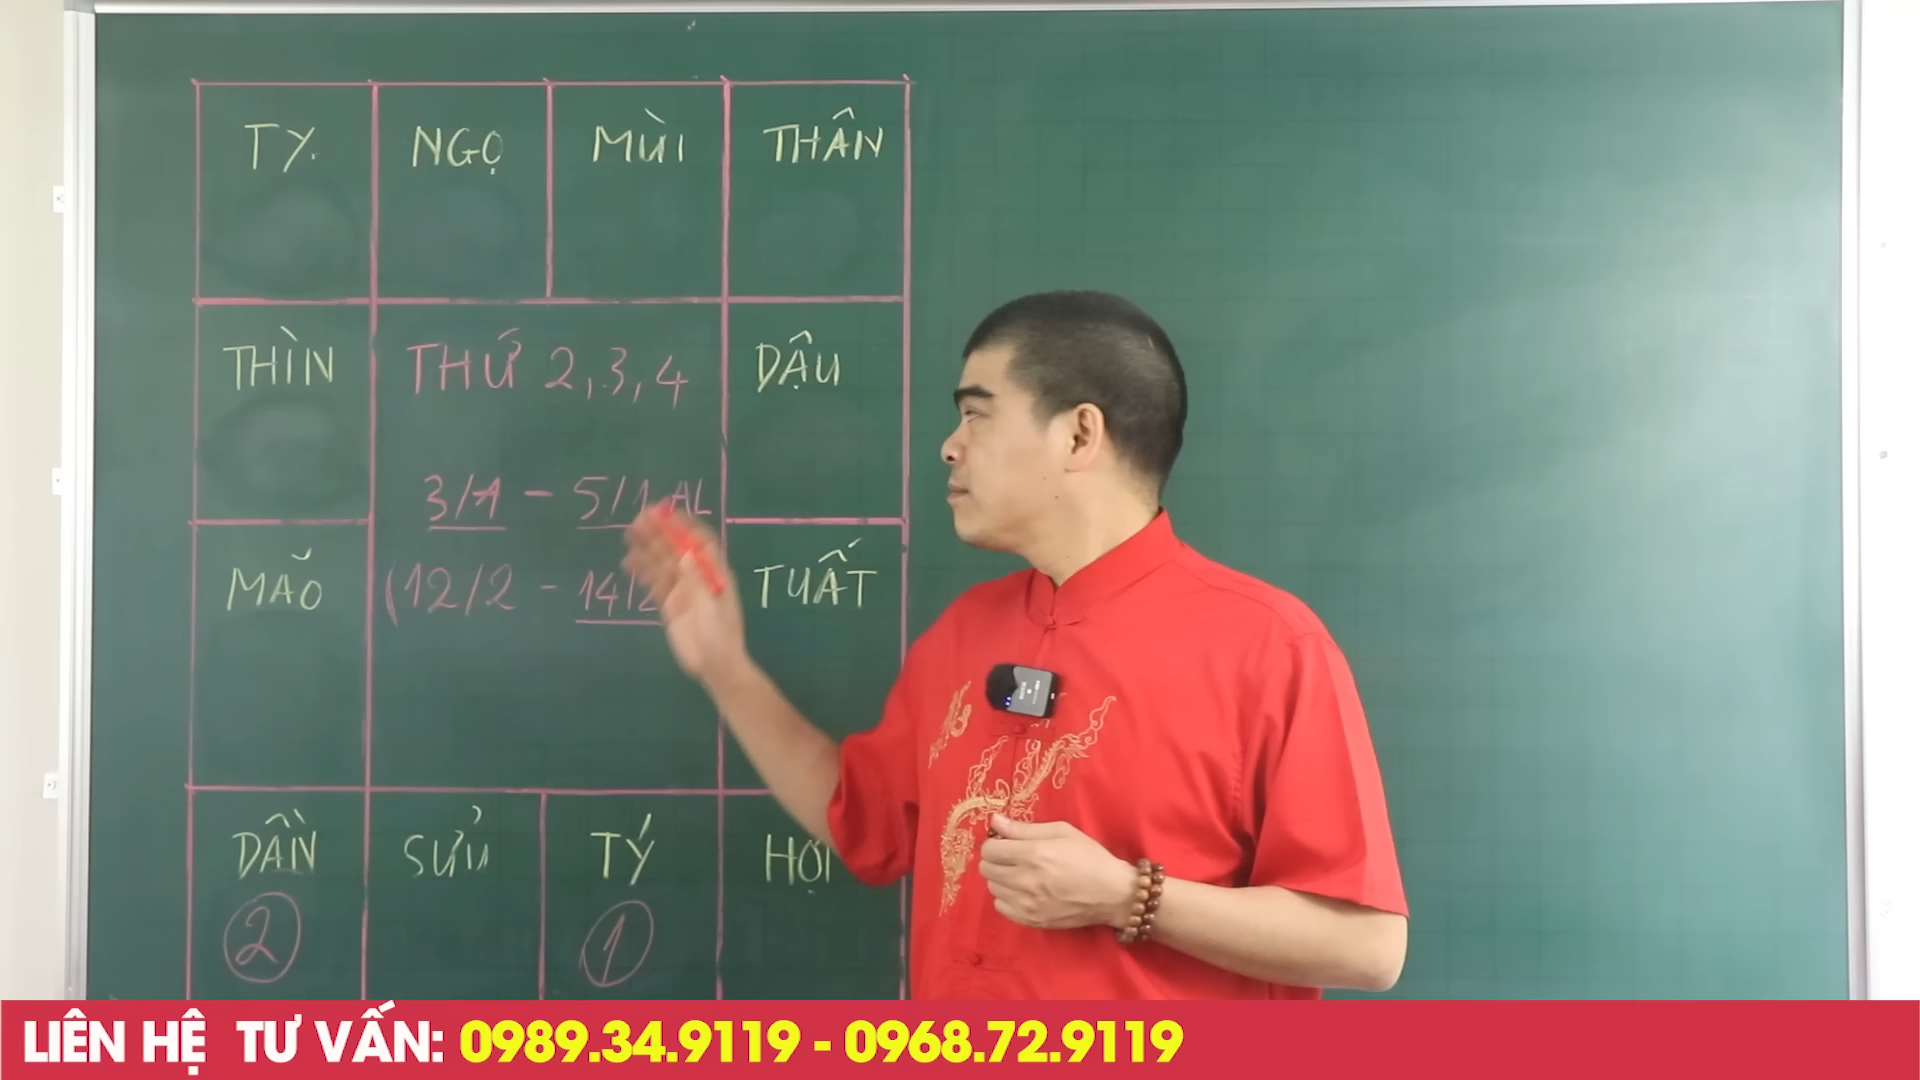 TỴ NGỌ MÙI THÂN
THÌN THỨ 2,3,4 DẬU
3/1 - 5/1 AL
MÃO (12/2 - 14/2 TUẤT
DẦN SỬU TÝ HỢI
2 1
LIÊN HỆ TƯ VẤN: 0989.34.9119 - 0968.72.9119